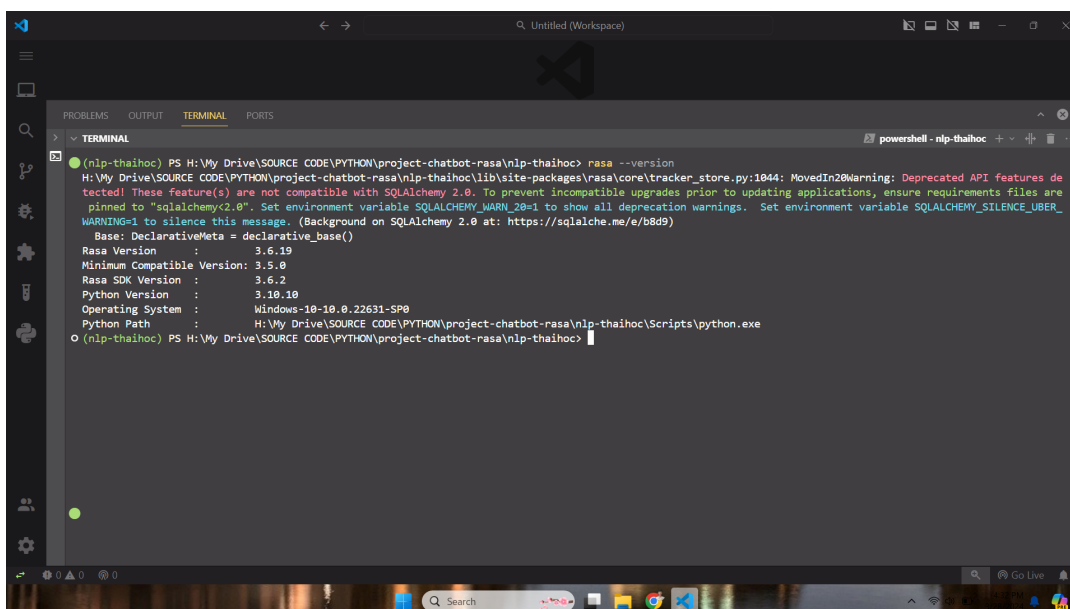 Untitled (Workspace)
PROBLEMS OUTPUT TERMINAL PORTS
TERMINAL
powershell - nlp-thaihoc
(nlp-thaihoc) PS H:\My Drive\SOURCE CODE\PYTHON\project-chatbot-rasa\nlp-thaihoc> rasa --version
H:\My Drive\SOURCE CODE\PYTHON\project-chatbot-rasa\nlp-thaihoc\lib\site-packages\rasa\core\tracker_store.py:1044: MovedIn20Warning: Deprecated API features de
tected! These feature(s) are not compatible with SQLAlchemy 2.0. To prevent incompatible upgrades prior to updating applications, ensure requirements files are
pinned to "sqlalchemy<2.0". Set environment variable SQLALCHEMY_WARN_20=1 to show all deprecation warnings.  Set environment variable SQLALCHEMY_SILENCE_UBER_
WARNING=1 to silence this message. (Background on SQLAlchemy 2.0 at: https://sqlalche.me/e/b8d9)
Base: DeclarativeMeta = declarative_base()
Rasa Version : 3.6.19
Minimum Compatible Version: 3.5.0
Rasa SDK Version : 3.6.2
Python Version : 3.10.10
Operating System : Windows-10-10.0.22631-SP0
Python Path : H:\My Drive\SOURCE CODE\PYTHON\project-chatbot-rasa\nlp-thaihoc\Scripts\python.exe
(nlp-thaihoc) PS H:\My Drive\SOURCE CODE\PYTHON\project-chatbot-rasa\nlp-thaihoc>
0 0 0
Go Live
Search